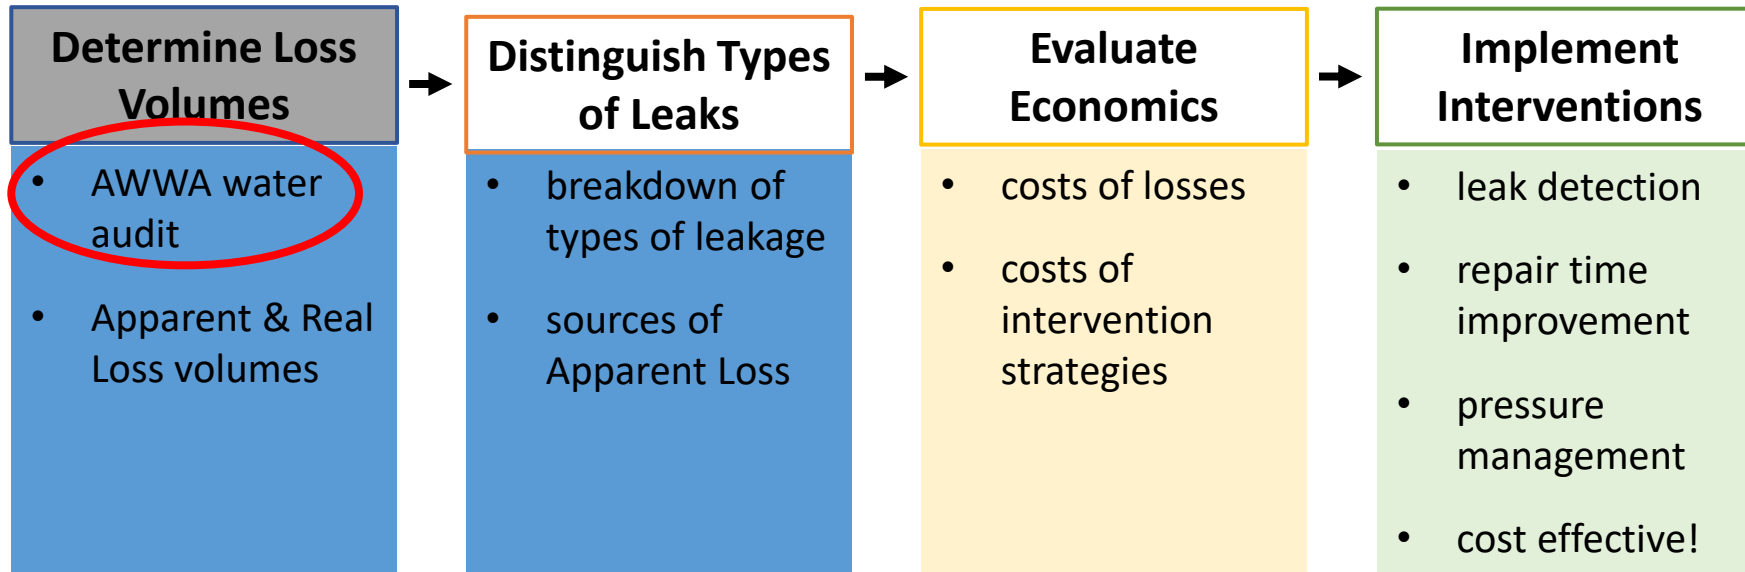 Determine Loss
Volumes
• AWWA water
audit
• Apparent & Real
Loss volumes
Distinguish Types
of Leaks
• breakdown of
types of leakage
• sources of
Apparent Loss
Evaluate
Economics
• costs of losses
• costs of
intervention
strategies
Implement
Interventions
• leak detection
• repair time
improvement
• pressure
management
• cost effective!